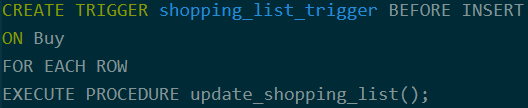 CREATE TRIGGER shopping_list_trigger BEFORE INSERT
ON Buy
FOR EACH ROW
EXECUTE PROCEDURE update_shopping_list();